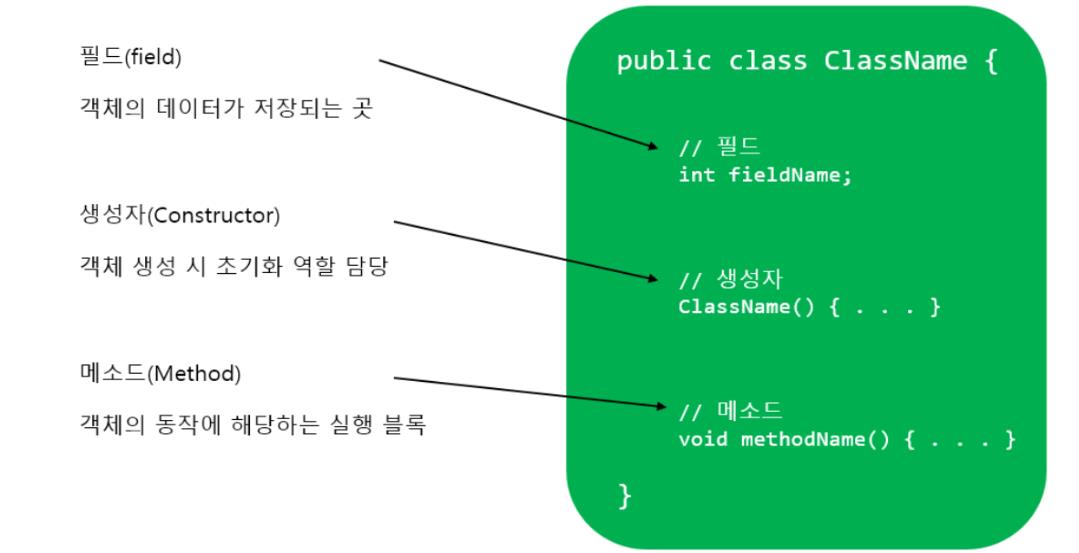 필드(field)
객체의 데이터가 저장되는 곳
생성자(Constructor)
객체 생성 시 초기화 역할 담당
메소드(Method)
객체의 동작에 해당하는 실행 블록
public class ClassName {
// 필드
int fieldName;
// 생성자
ClassName() { . . . }
// 메소드
void methodName() { . . . }
}